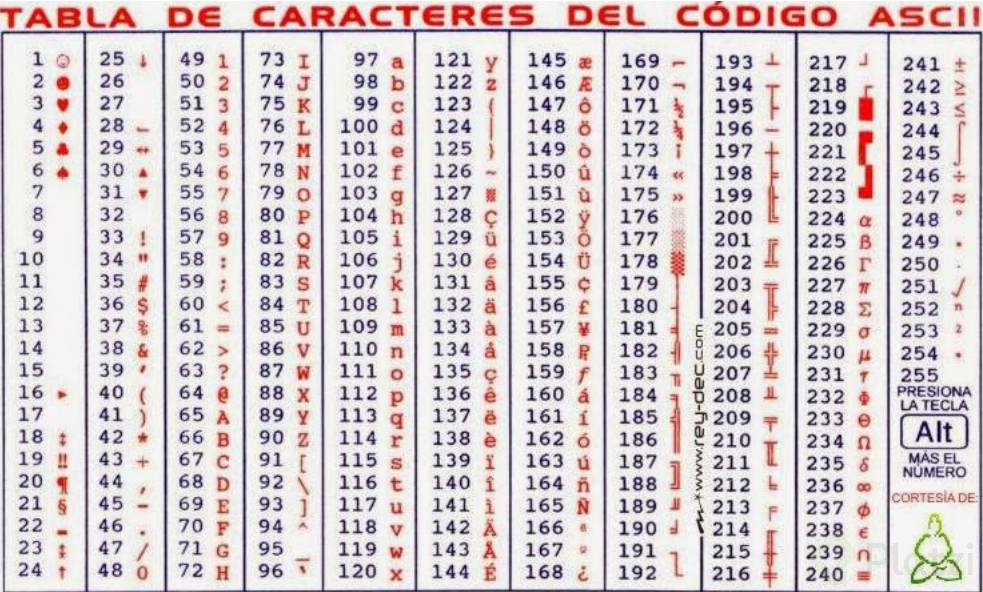 TABLA DE CARACTERES DEL CÓDIGO ASCII
1 ☺
2 ☻
3 ♥
4 ♦
5 ♣
6 ♠
7
8
9
10
11
12
13
14
15
16 ►
17
18 ↕
19 ‼
20 ¶
21 §
22 ▬
23 ↨
24 ↑
25 ↓
26
27
28 ∟
29 ↔
30 ▲
31 ▼
32
33 !
34 "
35 #
36 $
37 %
38 &
39 '
40 (
41 )
42 *
43 +
44 ,
45 -
46 .
47 /
48 0
49 1
50 2
51 3
52 4
53 5
54 6
55 7
56 8
57 9
58 :
59 ;
60 <
61 =
62 >
63 ?
64 @
65 A
66 B
67 C
68 D
69 E
70 F
71 G
72 H
73 I
74 J
75 K
76 L
77 M
78 N
79 O
80 P
81 Q
82 R
83 S
84 T
85 U
86 V
87 W
88 X
89 Y
90 Z
91 [
92 \
93 ]
94 ^
95 _
96 `
97 a
98 b
99 c
100 d
101 e
102 f
103 g
104 h
105 i
106 j
107 k
108 l
109 m
110 n
111 o
112 p
113 q
114 r
115 s
116 t
117 u
118 v
119 w
120 x
121 y
122 z
123 {
124 |
125 }
126 ~
127 ▒
128 Ç
129 ü
130 é
131 â
132 ä
133 à
134 å
135 ç
136 ê
137 ë
138 è
139 ï
140 î
141 ì
142 Ä
143 Å
144 É
145 æ
146 Æ
147 ô
148 ö
149 ò
150 û
151 ù
152 ÿ
153 Ö
154 Ü
155 ¢
156 £
157 ¥
158 ₧
159 ƒ
160 á
161 í
162 ó
163 ú
164 ñ
165 Ñ
166 ª
167 º
168 ¿
169 ⌐
170 ¬
171 ½
172 ¼
173 ¡
174 «
175 »
176 ░
177 ▒
178 ▓
179 │
180 ┤
181 ╡
182 ╢
183 ╖
184 ╕
185 ╣
186 ║
187 ╗
188 ╝
189 ╜
190 ╛
191 ┐
192 └
www.rey-dec.com
193 ┴
194 ┬
195 ├
196 ─
197 ┼
198 ╞
199 ╟
200 ╚
201 ╔
202 ╩
203 ╦
204 ╠
205 ═
206 ╬
207 ╧
208 ╨
209 ╤
210 ╥
211 ╙
212 ╘
213 ╒
214 ╓
215 ╫
216 ╪
217 ┘
218 ┌
219 █
220 ▄
221 ▌
222 ▐
223 ▀
224 α
225 ß
226 Γ
227 π
228 Σ
229 σ
230 µ
231 τ
232 Φ
233 Θ
234 Ω
235 δ
236 ∞
237 φ
238 ε
239 ∩
240 ≡
241 ±
242 ≥
243 ≤
244 ⌠
245 ⌡
246 ÷
247 ≈
248 °
249 ∙
250 ·
251 √
252 ⁿ
253 ²
254 ■
255
PRESIONA
LA TECLA
Alt
MÁS EL
NÚMERO
CORTESÍA DE:
Platzi